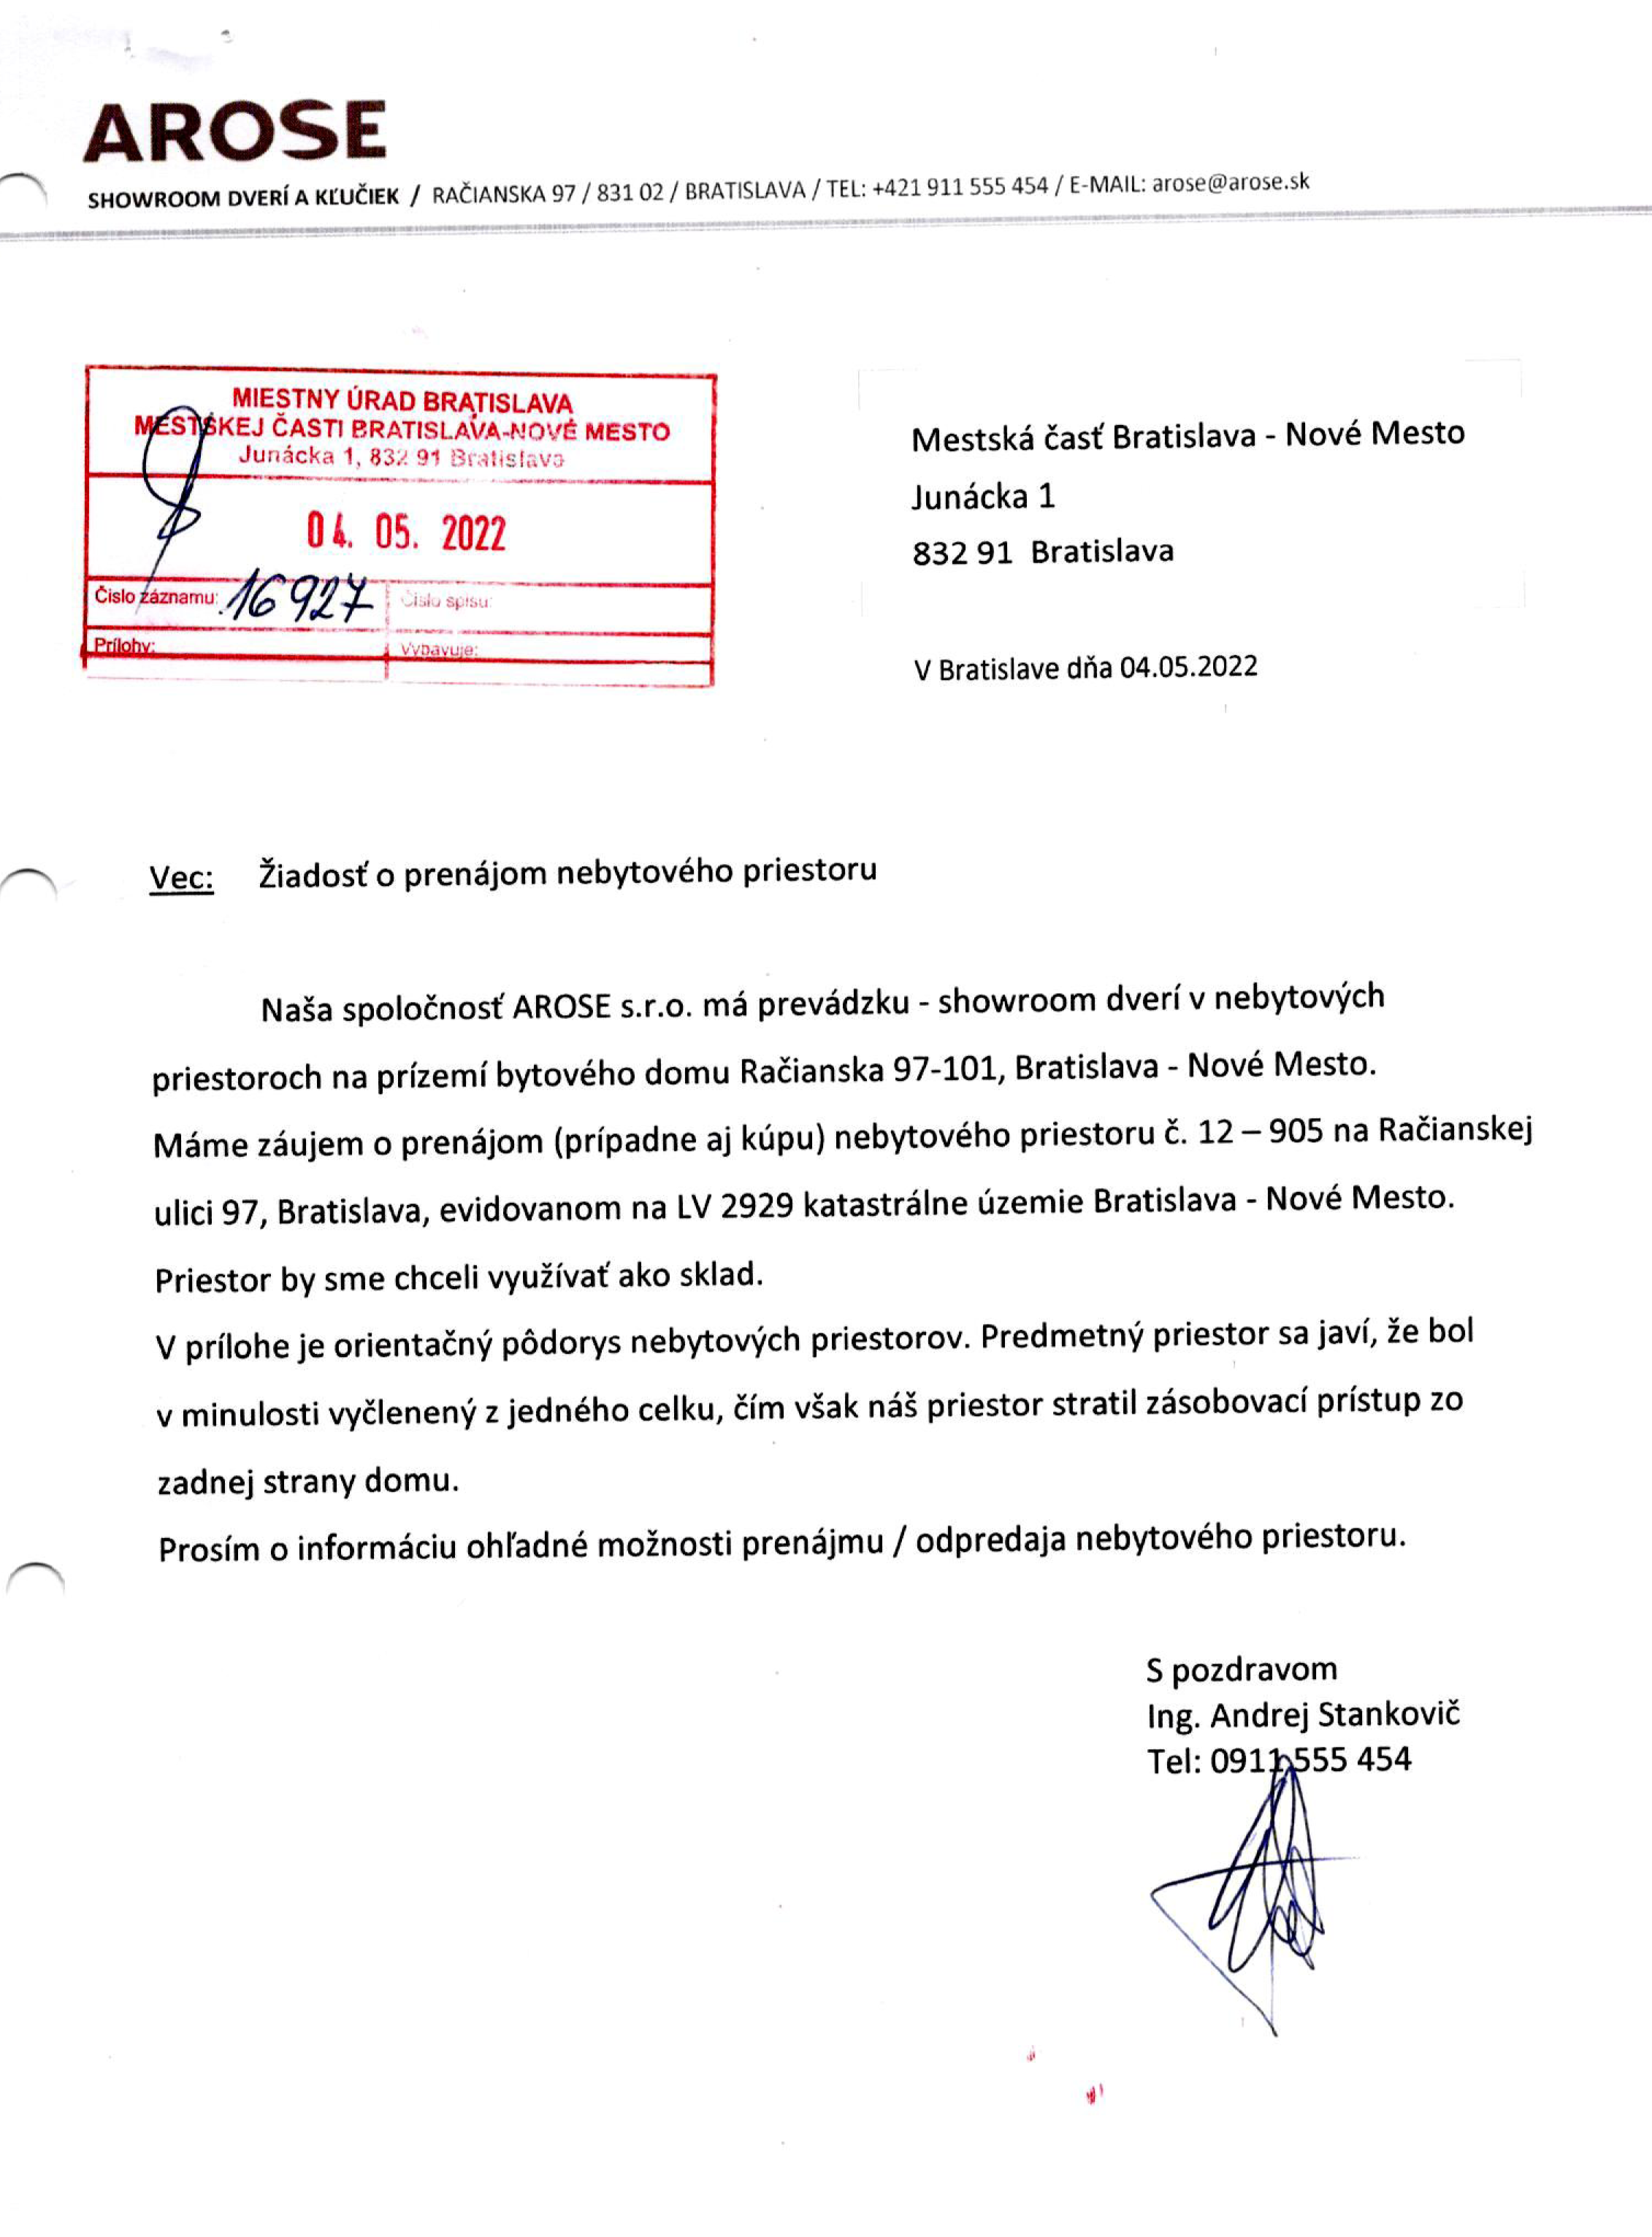 AROSE
SHOWROOM DVERÍ A KĽUČIEK / RAČIANSKA 97 / 831 02 / BRATISLAVA / TEL: +421 911 555 454 / E-MAIL: arose@arose.sk
MIESTNY ÚRAD BRATISLAVA
MESTSKEJ ČASTI BRATISLAVA-NOVÉ MESTO
Junácka 1, 832 91 Bratislava
04. 05. 2022
Číslo záznamu: 16927 Číslo spisu:
Prílohy: Vybavuje:
Mestská časť Bratislava - Nové Mesto
Junácka 1
832 91 Bratislava
V Bratislave dňa 04.05.2022
Vec: Žiadosť o prenájom nebytového priestoru
Naša spoločnosť AROSE s.r.o. má prevádzku - showroom dverí v nebytových
priestoroch na prízemí bytového domu Račianska 97-101, Bratislava - Nové Mesto.
Máme záujem o prenájom (prípadne aj kúpu) nebytového priestoru č. 12 – 905 na Račianskej
ulici 97, Bratislava, evidovanom na LV 2929 katastrálne územie Bratislava - Nové Mesto.
Priestor by sme chceli využívať ako sklad.
V prílohe je orientačný pôdorys nebytových priestorov. Predmetný priestor sa javí, že bol
v minulosti vyčlenený z jedného celku, čím však náš priestor stratil zásobovací prístup zo
zadnej strany domu.
Prosím o informáciu ohľadné možnosti prenájmu / odpredaja nebytového priestoru.
S pozdravom
Ing. Andrej Stankovič
Tel: 0911 555 454